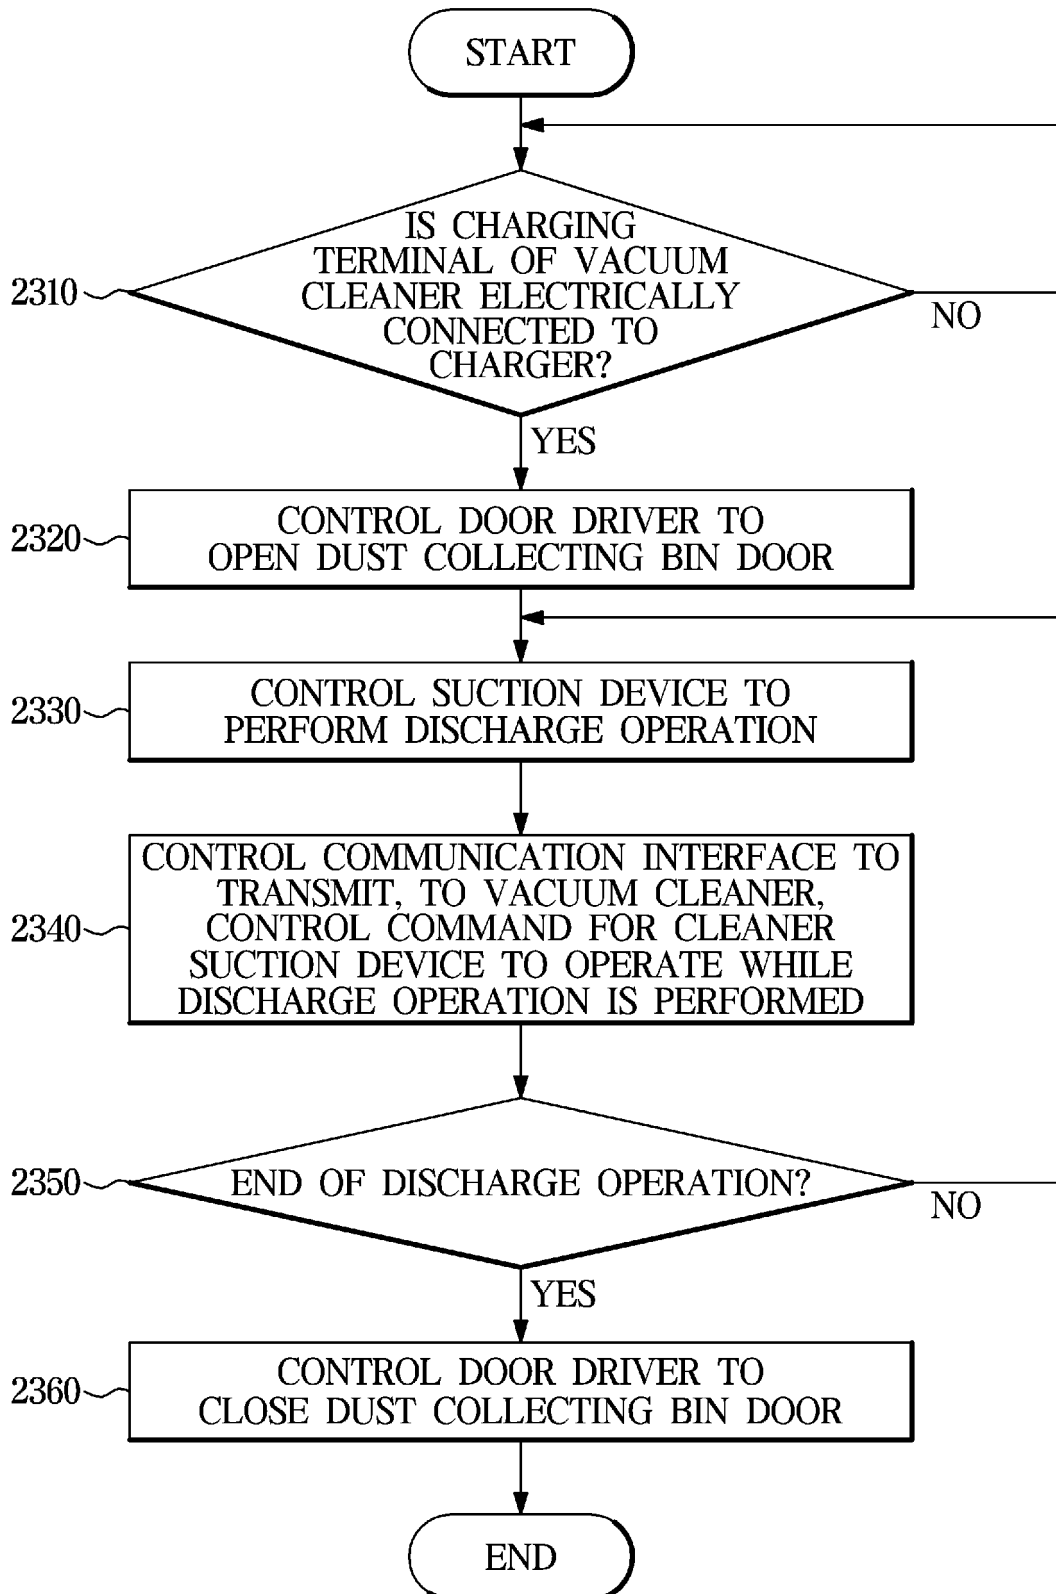 START
IS CHARGING
TERMINAL OF VACUUM
CLEANER ELECTRICALLY
CONNECTED TO
CHARGER?
2310
NO
YES
CONTROL DOOR DRIVER TO
OPEN DUST COLLECTING BIN DOOR
2320
CONTROL SUCTION DEVICE TO
PERFORM DISCHARGE OPERATION
2330
CONTROL COMMUNICATION INTERFACE TO
TRANSMIT, TO VACUUM CLEANER,
CONTROL COMMAND FOR CLEANER
SUCTION DEVICE TO OPERATE WHILE
DISCHARGE OPERATION IS PERFORMED
2340
END OF DISCHARGE OPERATION?
2350
NO
YES
CONTROL DOOR DRIVER TO
CLOSE DUST COLLECTING BIN DOOR
2360
END